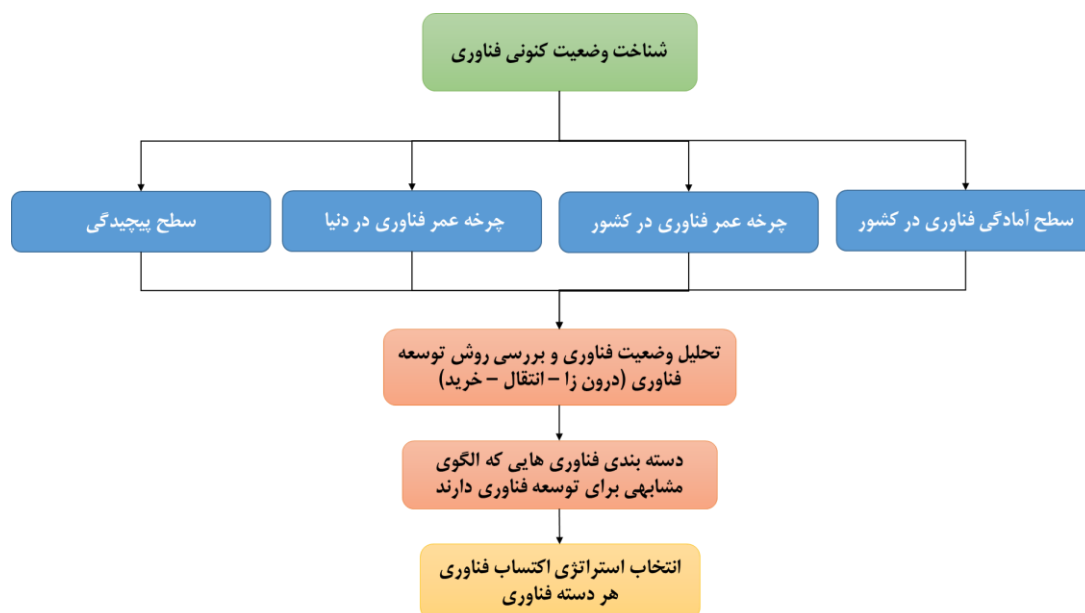 شناخت وضعیت کنونی فناوری
سطح آمادگی فناوری در کشور
چرخه عمر فناوری در کشور
چرخه عمر فناوری در دنیا
سطح پیچیدگی
تحلیل وضعیت فناوری و بررسی روش توسعه
فناوری (درون زا – انتقال – خرید)
دسته بندی فناوری هایی که الگوی
مشابهی برای توسعه فناوری دارند
انتخاب استراتژی اکتساب فناوری
هر دسته فناوری